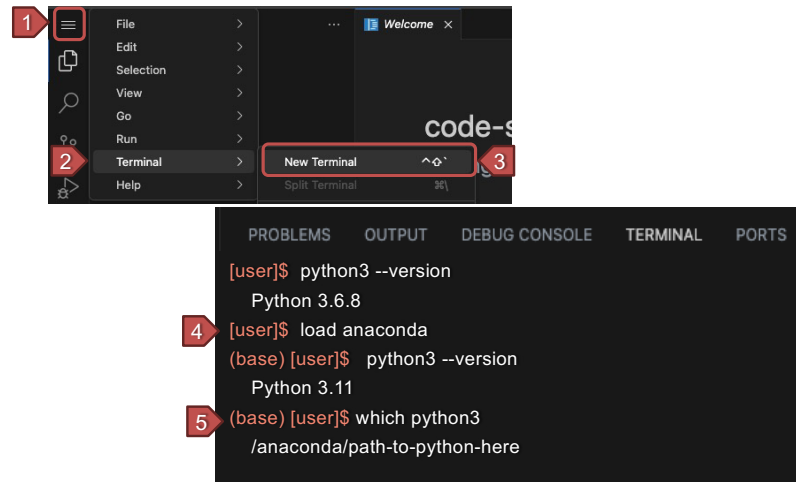 1
File > ... Welcome ×
Edit >
Selection >
View >
Go > code-s
Run >
2 Terminal > New Terminal ^⇧` 3
Help > Split Terminal ⌘\
PROBLEMS OUTPUT DEBUG CONSOLE TERMINAL PORTS
[user]$ python3 --version
Python 3.6.8
4 [user]$ load anaconda
(base) [user]$ python3 --version
Python 3.11
5 (base) [user]$ which python3
/anaconda/path-to-python-here